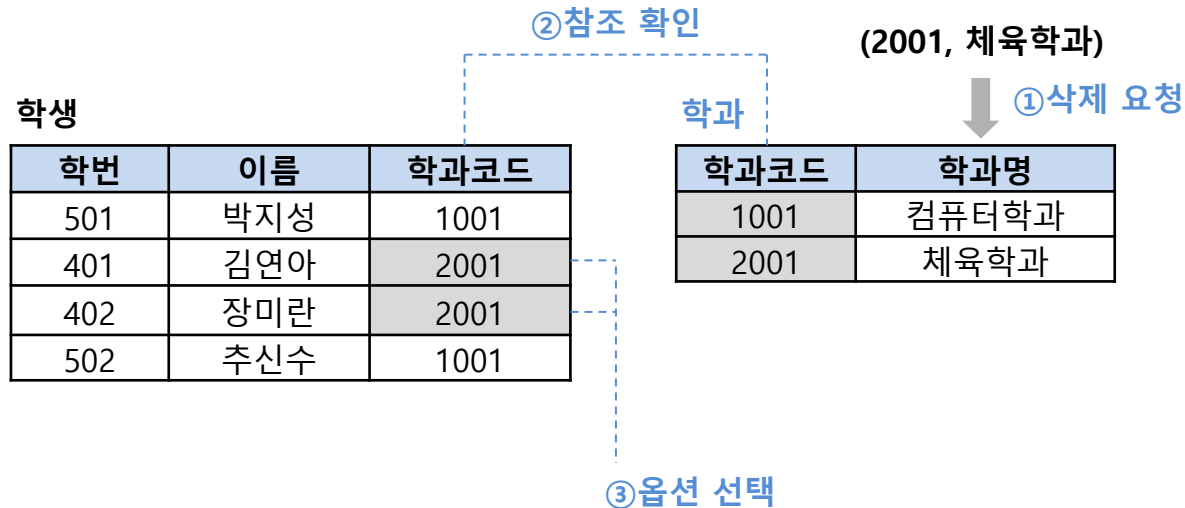 ②참조 확인
(2001, 체육학과)
①삭제 요청
학생
학번 이름 학과코드
501 박지성 1001
401 김연아 2001
402 장미란 2001
502 추신수 1001
학과
학과코드 학과명
1001 컴퓨터학과
2001 체육학과
③옵션 선택